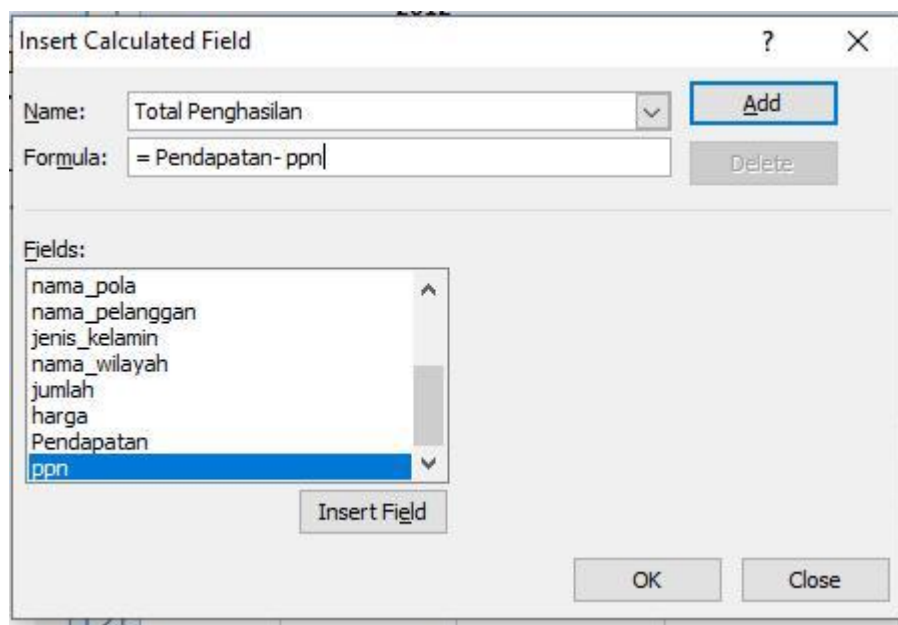 2012
Insert Calculated Field
?
Name: Total Penghasilan Add
Formula: = Pendapatan- ppn Delete
Fields:
nama_pola
nama_pelanggan
jenis_kelamin
nama_wilayah
jumlah
harga
Pendapatan
ppn
Insert Field
OK Close